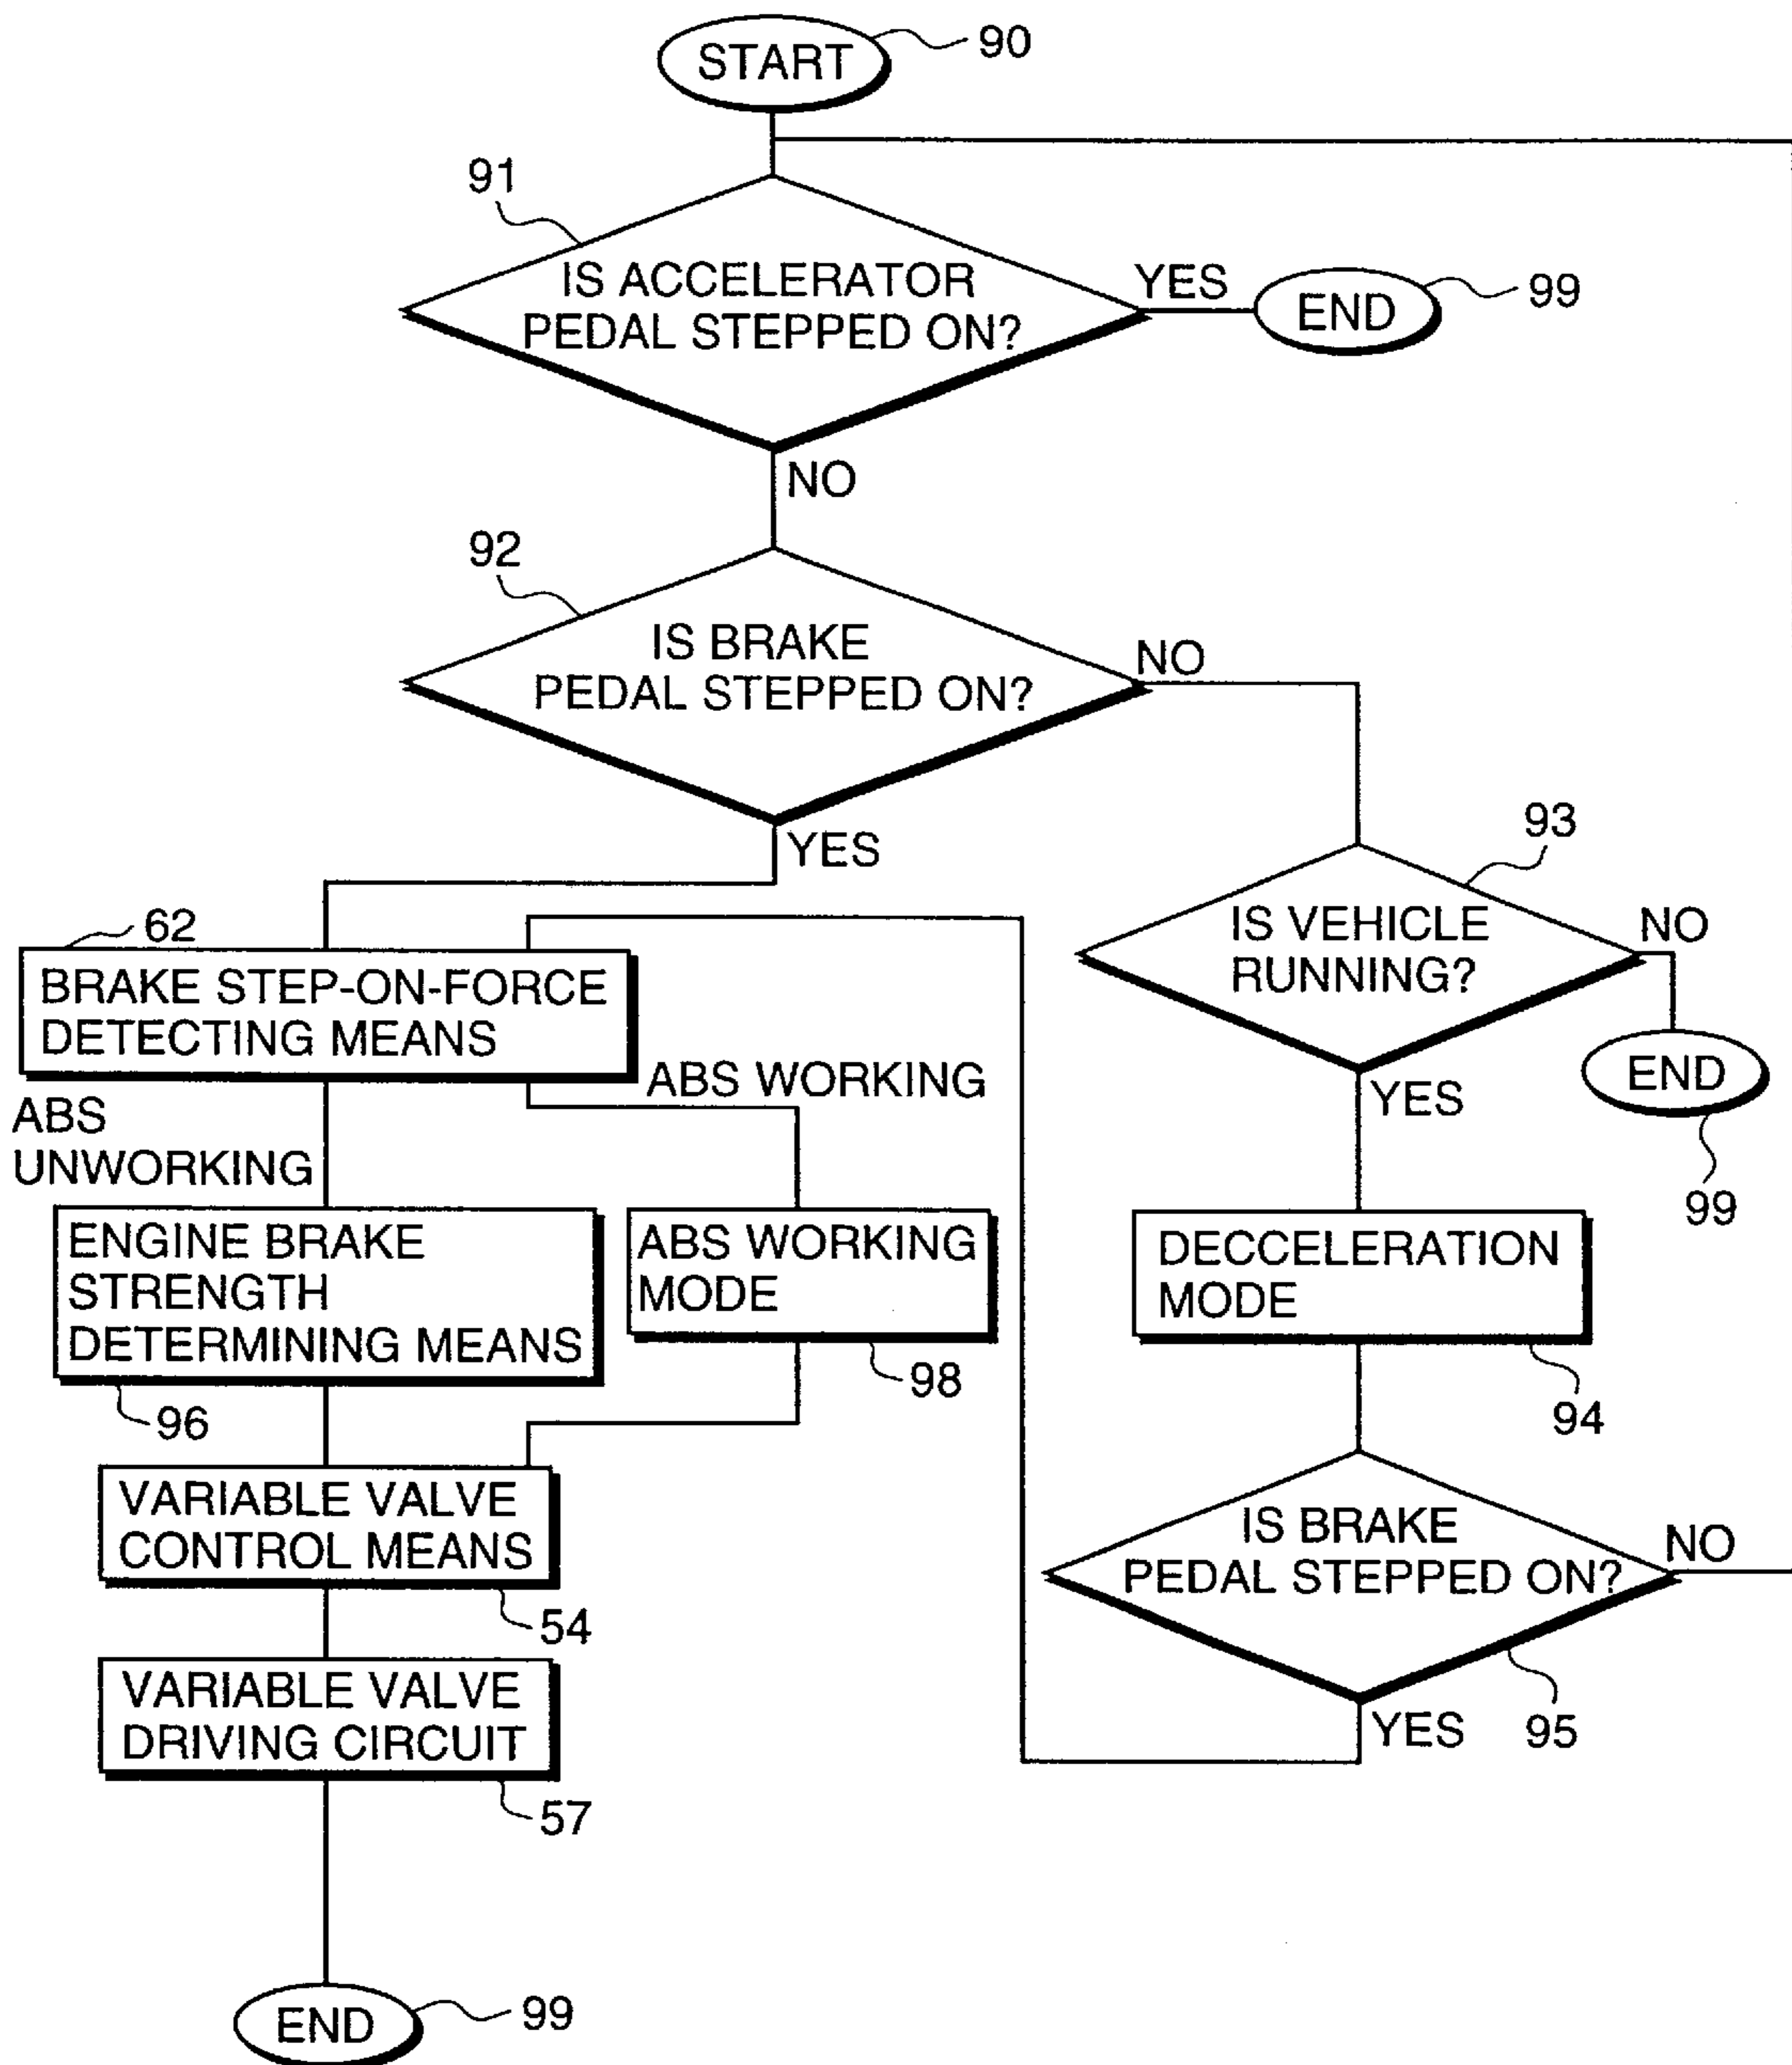 START
90
91
IS ACCELERATOR
PEDAL STEPPED ON?
YES
END
99
NO
92
IS BRAKE
PEDAL STEPPED ON?
NO
YES
93
IS VEHICLE
RUNNING?
NO
END
99
YES
62
BRAKE STEP-ON-FORCE
DETECTING MEANS
ABS WORKING
ABS
UNWORKING
ENGINE BRAKE
STRENGTH
DETERMINING MEANS
96
ABS WORKING
MODE
98
DECCELERATION
MODE
94
VARIABLE VALVE
CONTROL MEANS
54
IS BRAKE
PEDAL STEPPED ON?
NO
95
YES
VARIABLE VALVE
DRIVING CIRCUIT
57
END
99